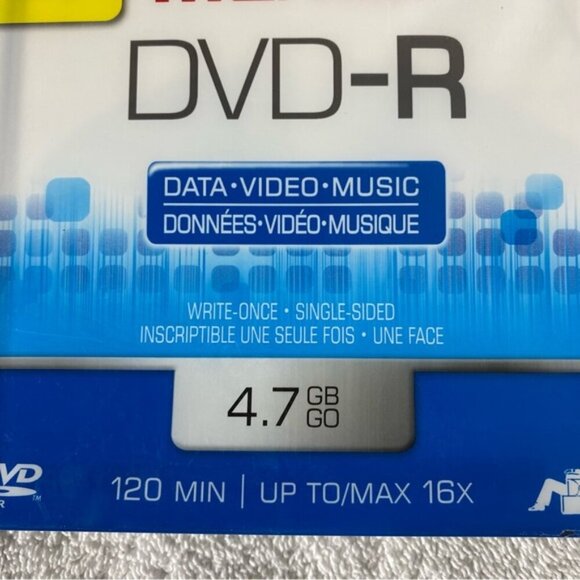 DVD-R
DATA•VIDEO•MUSIC
DONNÉES•VIDÉO•MUSIQUE
WRITE-ONCE • SINGLE-SIDED
INSCRIPTIBLE UNE SEULE FOIS • UNE FACE
4.7 GB
GO
120 MIN | UP TO/MAX 16X